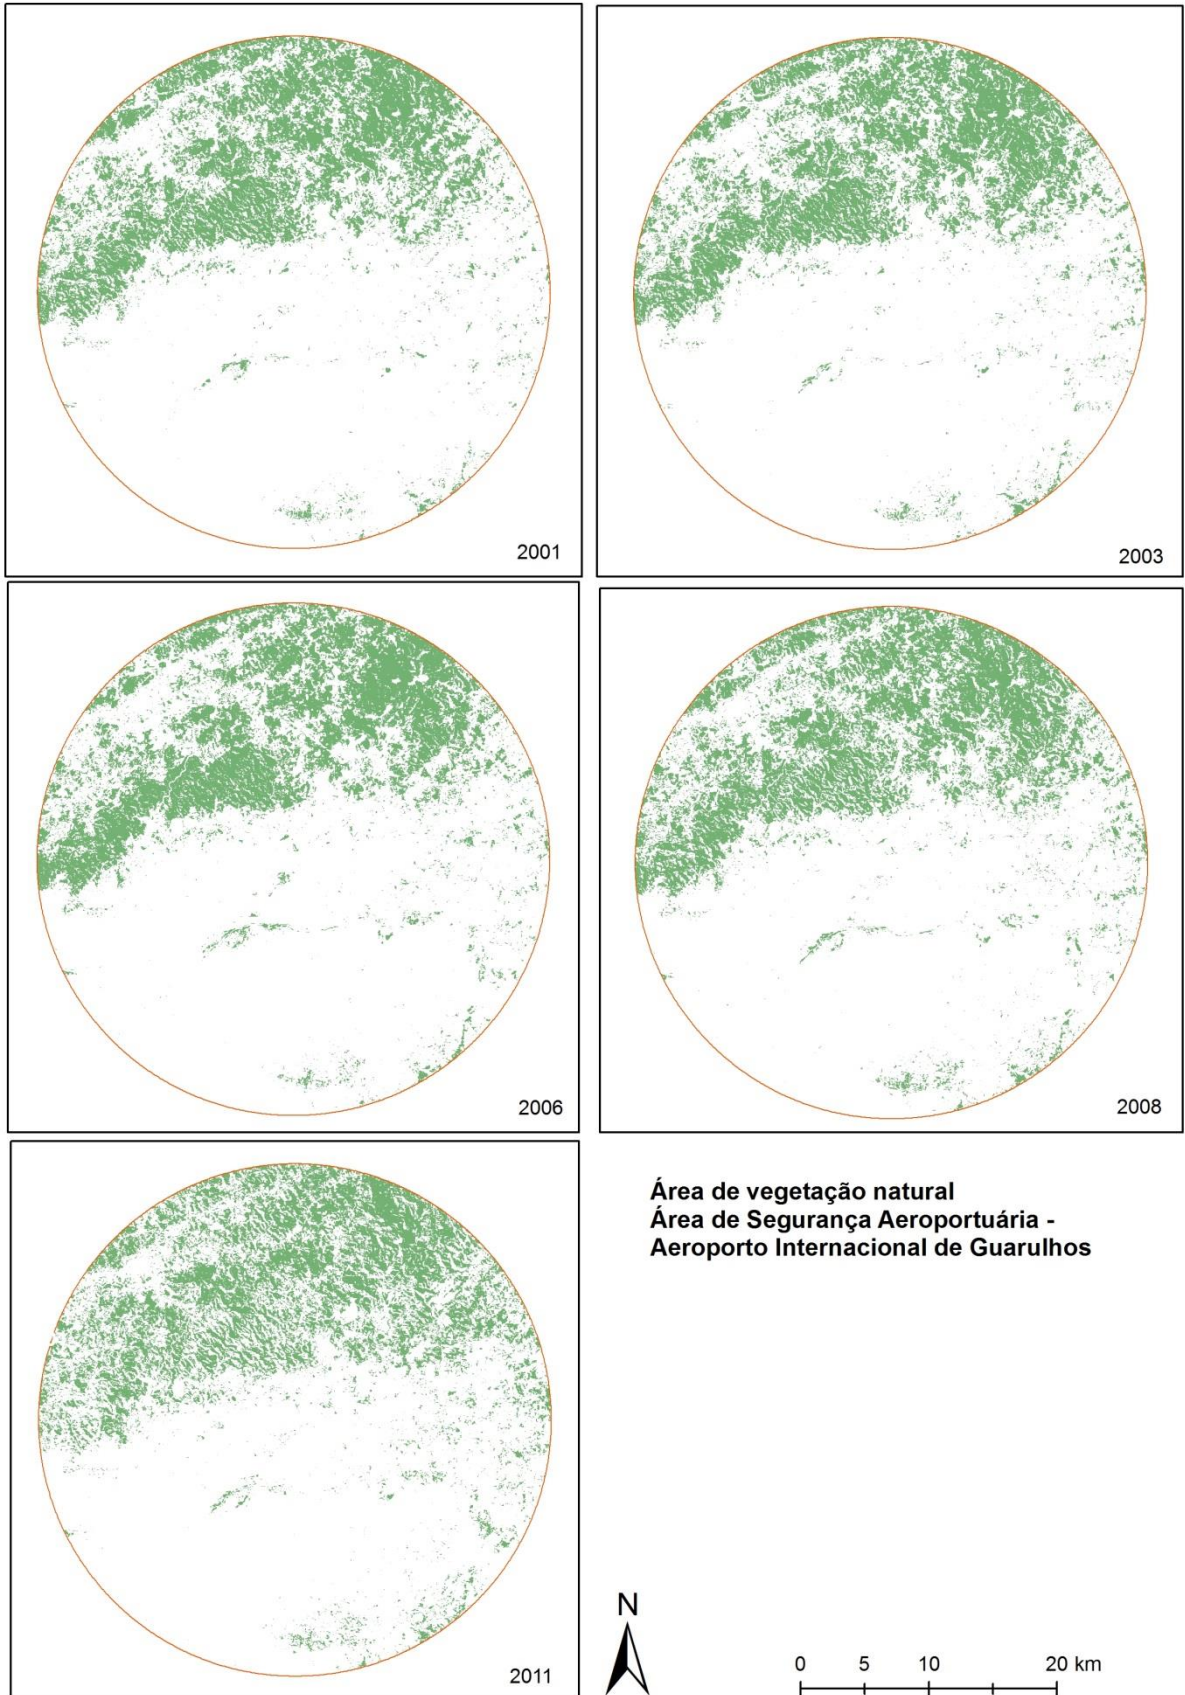 2001
2003
2006
2008
2011
Área de vegetação natural
Área de Segurança Aeroportuária -
Aeroporto Internacional de Guarulhos
N
0 5 10 20 km